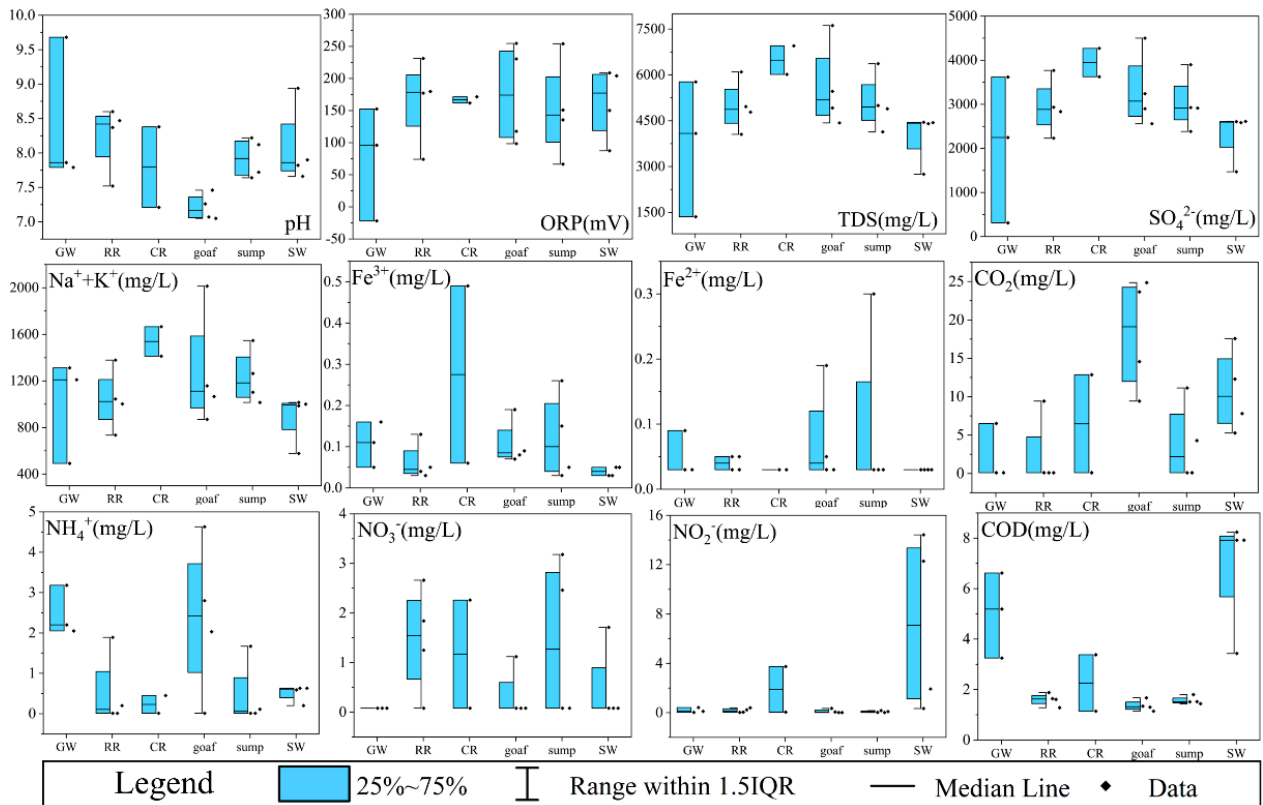 10.0
9.5
9.0
8.5
8.0
7.5
7.0
GW RR CR goaf sump SW
pH
300
250
200
150
100
50
0
-50
GW RR CR goaf sump SW
ORP(mV)
7500
6000
4500
3000
1500
GW RR CR goaf sump SW
TDS(mg/L)
5000
4000
3000
2000
1000
0
GW RR CR goaf sump SW
SO₄²⁻(mg/L)
Na⁺+K⁺(mg/L)
2000
1600
1200
800
400
GW RR CR goaf sump SW
Fe³⁺(mg/L)
0.5
0.4
0.3
0.2
0.1
0.0
GW RR CR goaf sump SW
Fe²⁺(mg/L)
0.3
0.2
0.1
0.0
GW RR CR goaf sump SW
CO₂(mg/L)
25
20
15
10
5
0
GW RR CR goaf sump SW
NH₄⁺(mg/L)
5
4
3
2
1
0
GW RR CR goaf sump SW
NO₃⁻(mg/L)
4
3
2
1
0
GW RR CR goaf sump SW
NO₂⁻(mg/L)
16
12
8
4
0
GW RR CR goaf sump SW
COD(mg/L)
8
6
4
2
0
GW RR CR goaf sump SW
Legend 25%~75% Range within 1.5IQR Median Line Data